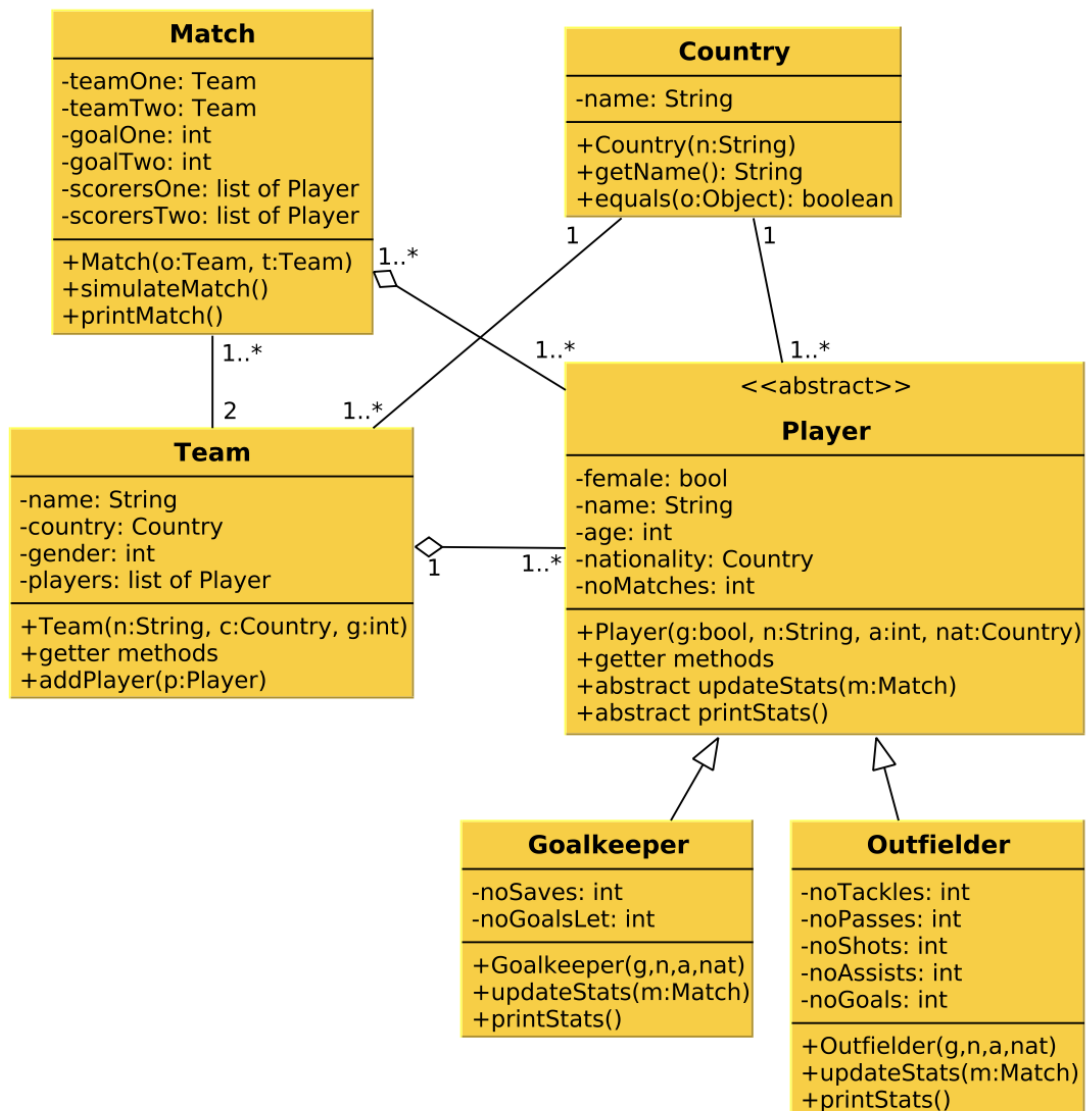 Match
-teamOne: Team
-teamTwo: Team
-goalOne: int
-goalTwo: int
-scorersOne: list of Player
-scorersTwo: list of Player
+Match(o:Team, t:Team)
+simulateMatch()
+printMatch()
Country
-name: String
+Country(n:String)
+getName(): String
+equals(o:Object): boolean
1
1
1..*
1..*
1..*
1..*
2
1..*
Team
-name: String
-country: Country
-gender: int
-players: list of Player
+Team(n:String, c:Country, g:int)
+getter methods
+addPlayer(p:Player)
1
1..*
<<abstract>>
Player
-female: bool
-name: String
-age: int
-nationality: Country
-noMatches: int
+Player(g:bool, n:String, a:int, nat:Country)
+getter methods
+abstract updateStats(m:Match)
+abstract printStats()
Goalkeeper
-noSaves: int
-noGoalsLet: int
+Goalkeeper(g,n,a,nat)
+updateStats(m:Match)
+printStats()
Outfielder
-noTackles: int
-noPasses: int
-noShots: int
-noAssists: int
-noGoals: int
+Outfielder(g,n,a,nat)
+updateStats(m:Match)
+printStats()